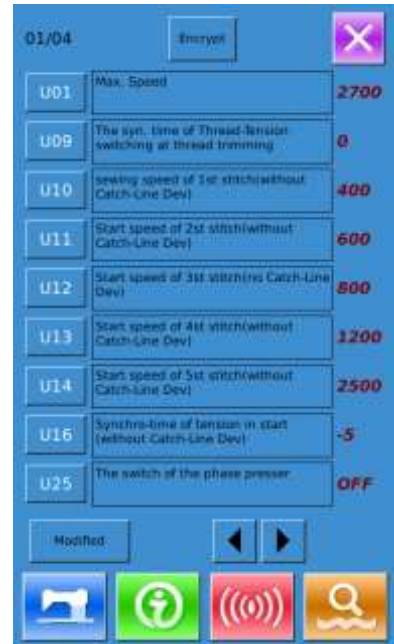 01/04
Encrypt
U01
Max. Speed
2700
U09
The syn. time of Thread-Tension
switching at thread trimming
0
U10
sewing speed of 1st stitch(without
Catch-Line Dev)
400
U11
Start speed of 2st stitch(without
Catch-Line Dev)
600
U12
Start speed of 3st stitch(no Catch-Line
Dev)
800
U13
Start speed of 4st stitch(without
Catch-Line Dev)
1200
U14
Start speed of 5st stitch(without
Catch-Line Dev)
2500
U16
Synchro-time of tension in start
(without Catch-Line Dev)
-5
U25
The switch of the phase presser
OFF
Modified